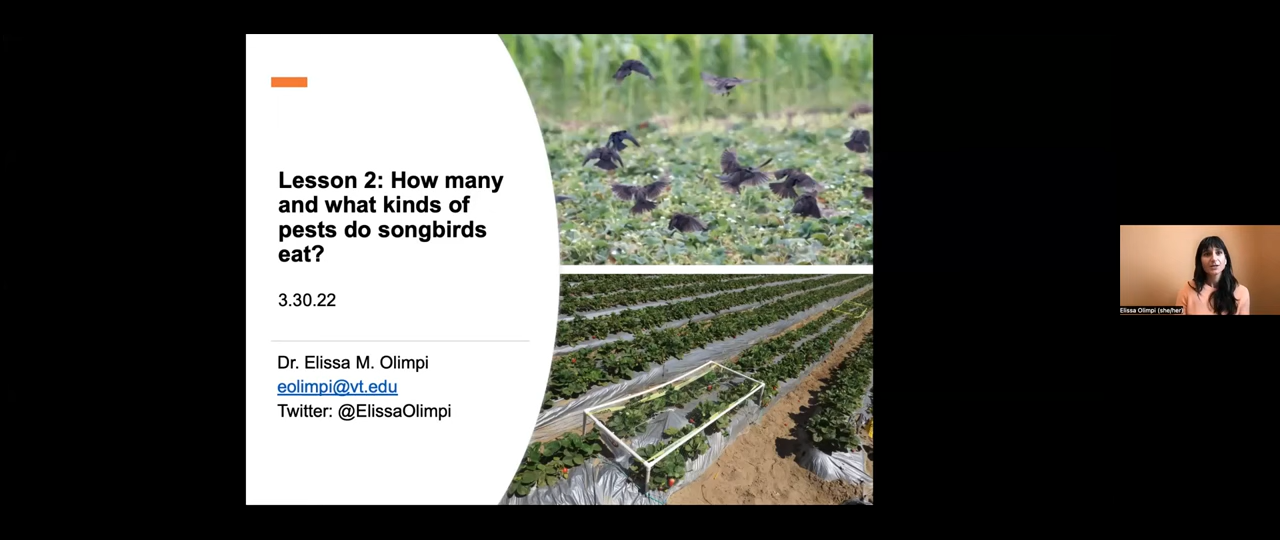 Lesson 2: How many
and what kinds of
pests do songbirds
eat?
3.30.22
Dr. Elissa M. Olimpi
eolimpi@vt.edu
Twitter: @ElissaOlimpi
Elissa Olimpi (she/her)